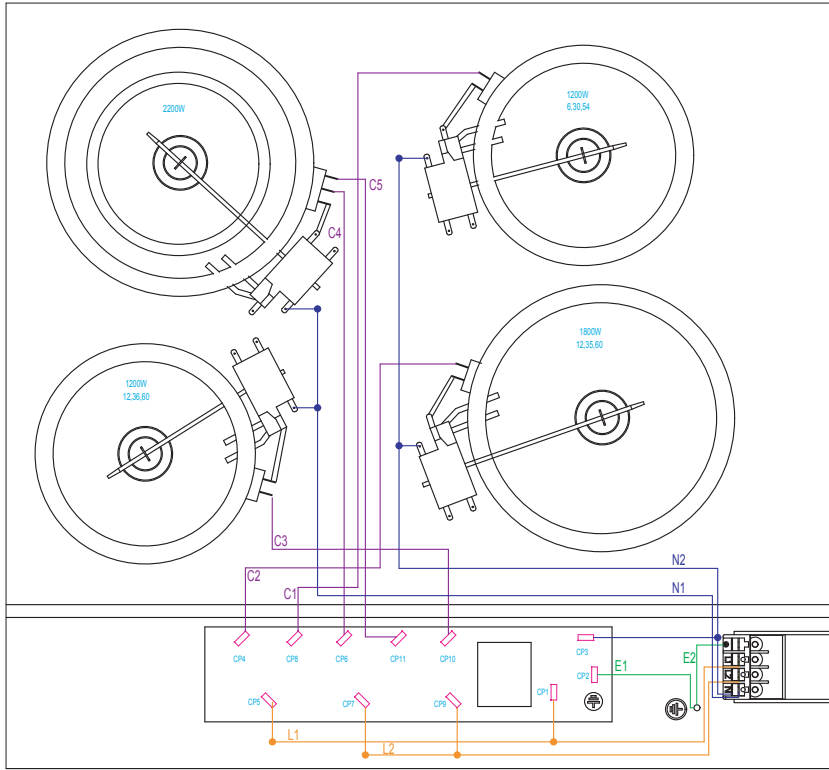 2200W
1200W
6,30,54
C5
C4
1800W
12,35,60
1200W
12,36,60
C3
C2
C1
N2
N1
CP4
CP8
CP6
CP11
CP10
CP3
CP2
E1
E2
CP5
CP7
CP9
CP1
L1
L2
N